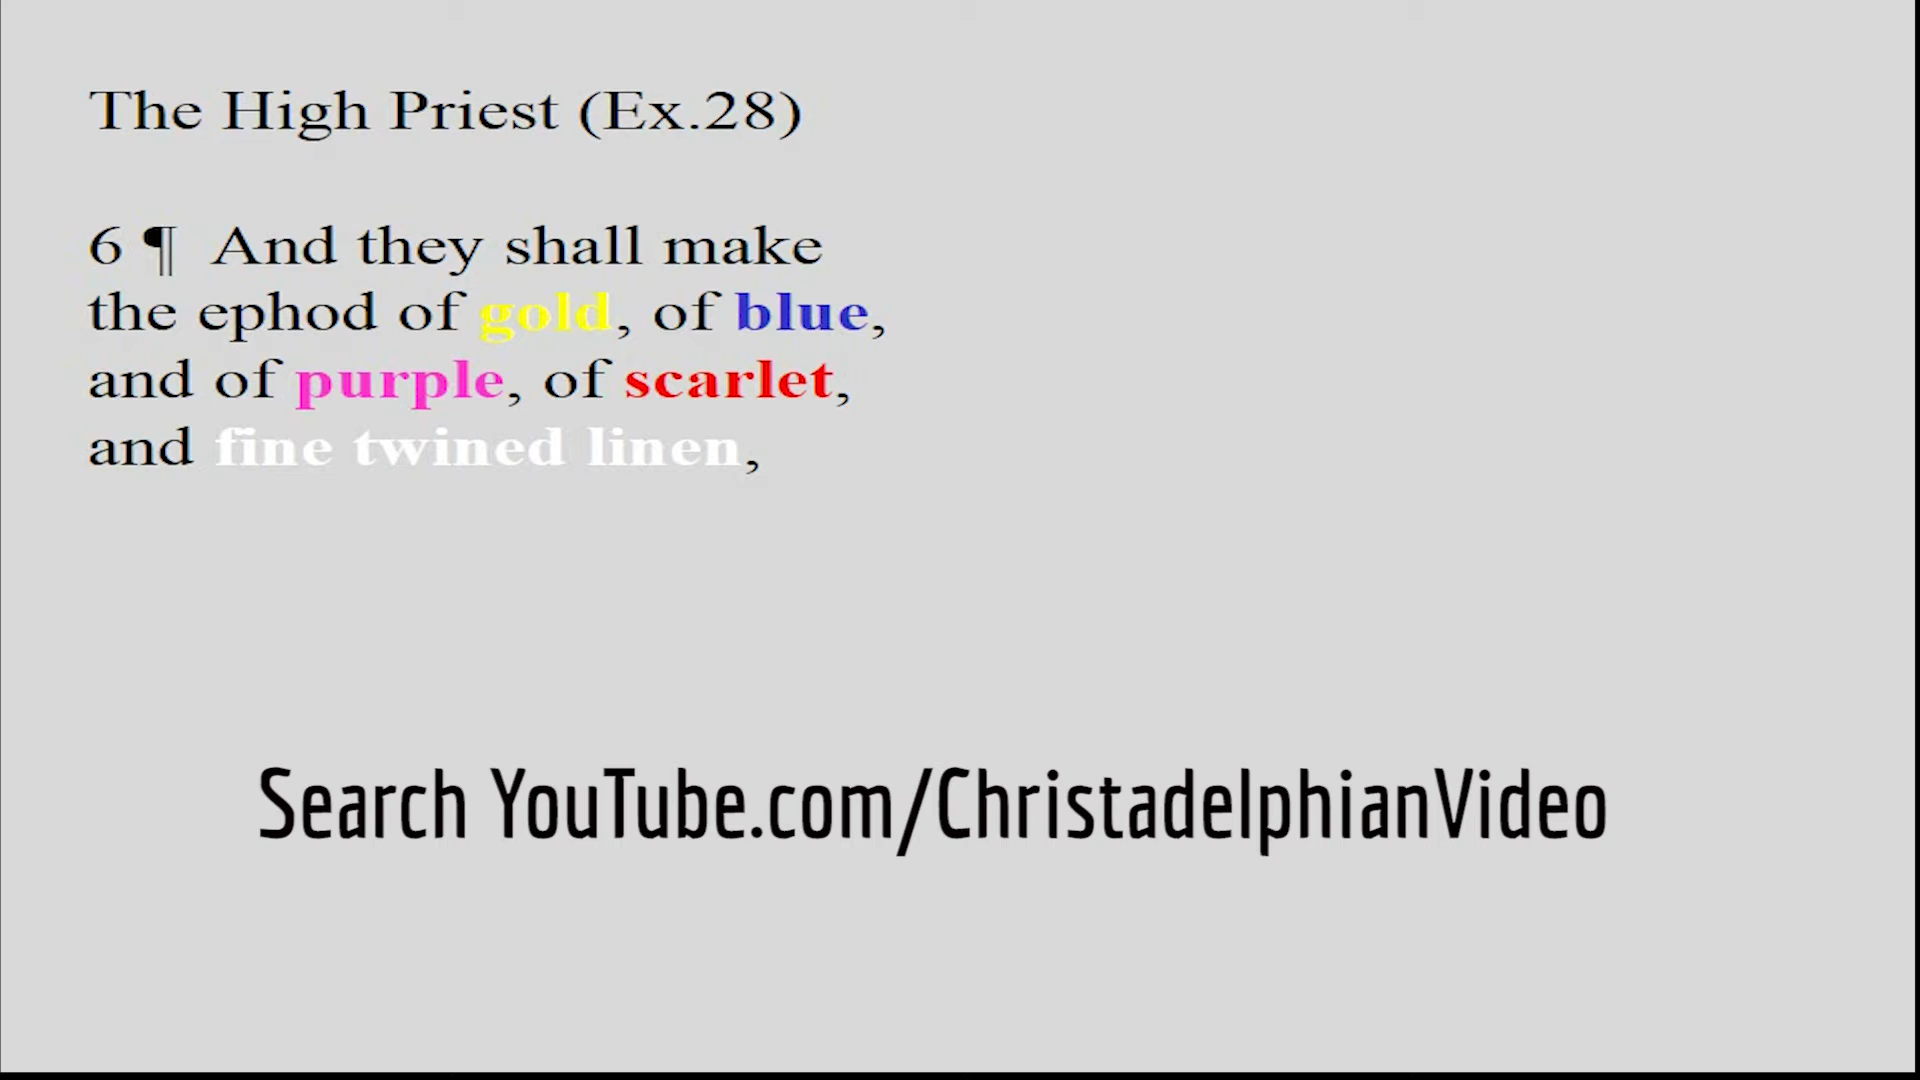 The High Priest (Ex.28)
6 ¶ And they shall make
the ephod of gold, of blue,
and of purple, of scarlet,
and fine twined linen,
Search YouTube.com/ChristadelphianVideo